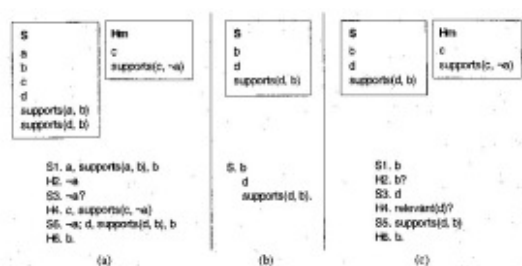 S
a
b
c
d
supports(a, b)
supports(d, b)
Hm
c
supports(c, ¬a)
S1. a, supports(a, b), b
H2. ¬a
S3. ¬a?
H4. c, supports(c, ¬a)
S5. ¬a; d, supports(d, b), b
H6. b.
(a)
S
b
d
supports(d, b)
S. b
d
supports(d, b).
(b)
S
b
d
supports(d, b)
Hm
c
supports(c, ¬a)
S1. b
H2. b?
S3. d
H4. relevant(d)?
S5. supports(d, b)
H6. b.
(c)